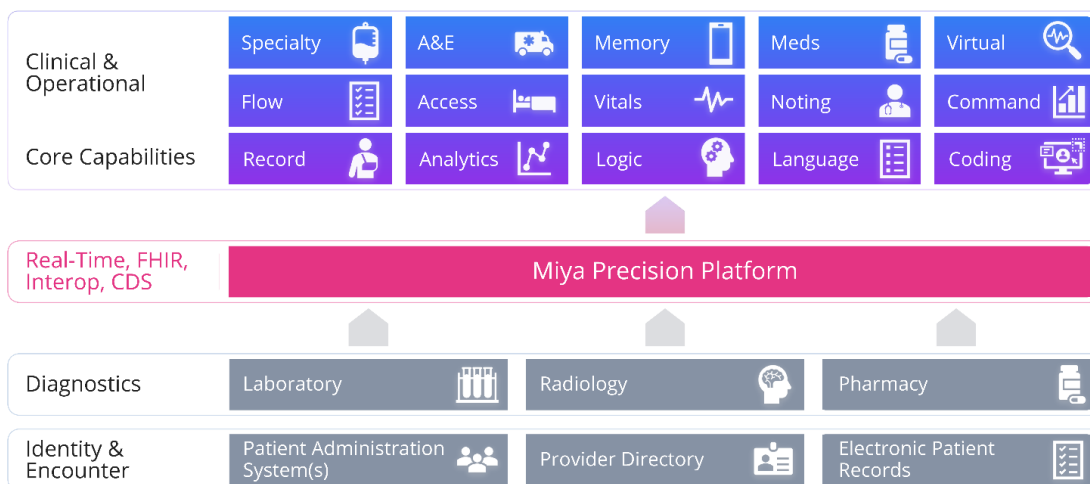 Clinical &
Operational
Specialty
A&E
Memory
Meds
Virtual
Flow
Access
Vitals
Noting
Command
Core Capabilities
Record
Analytics
Logic
Language
Coding
Real-Time, FHIR,
Interop, CDS
Miya Precision Platform
Diagnostics
Laboratory
Radiology
Pharmacy
Identity &
Encounter
Patient Administration
System(s)
Provider Directory
Electronic Patient
Records